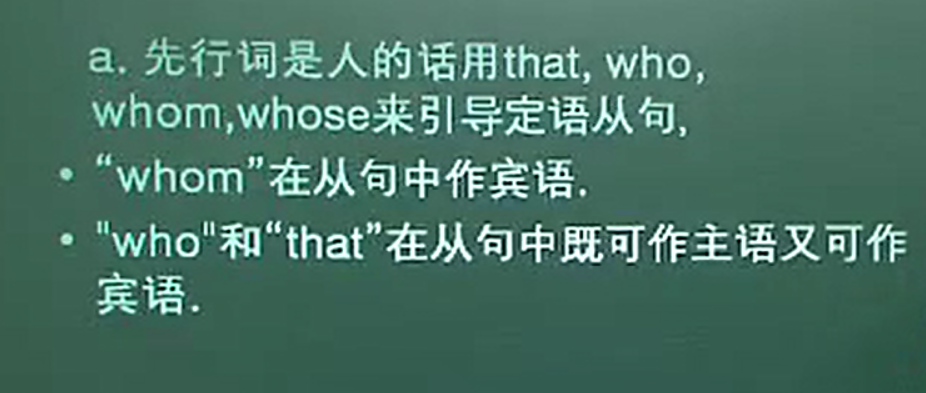 a. 先行词是人的话用that, who,
whom,whose来引导定语从句,
• “whom”在从句中作宾语.
• "who"和“that”在从句中既可作主语又可作
宾语.